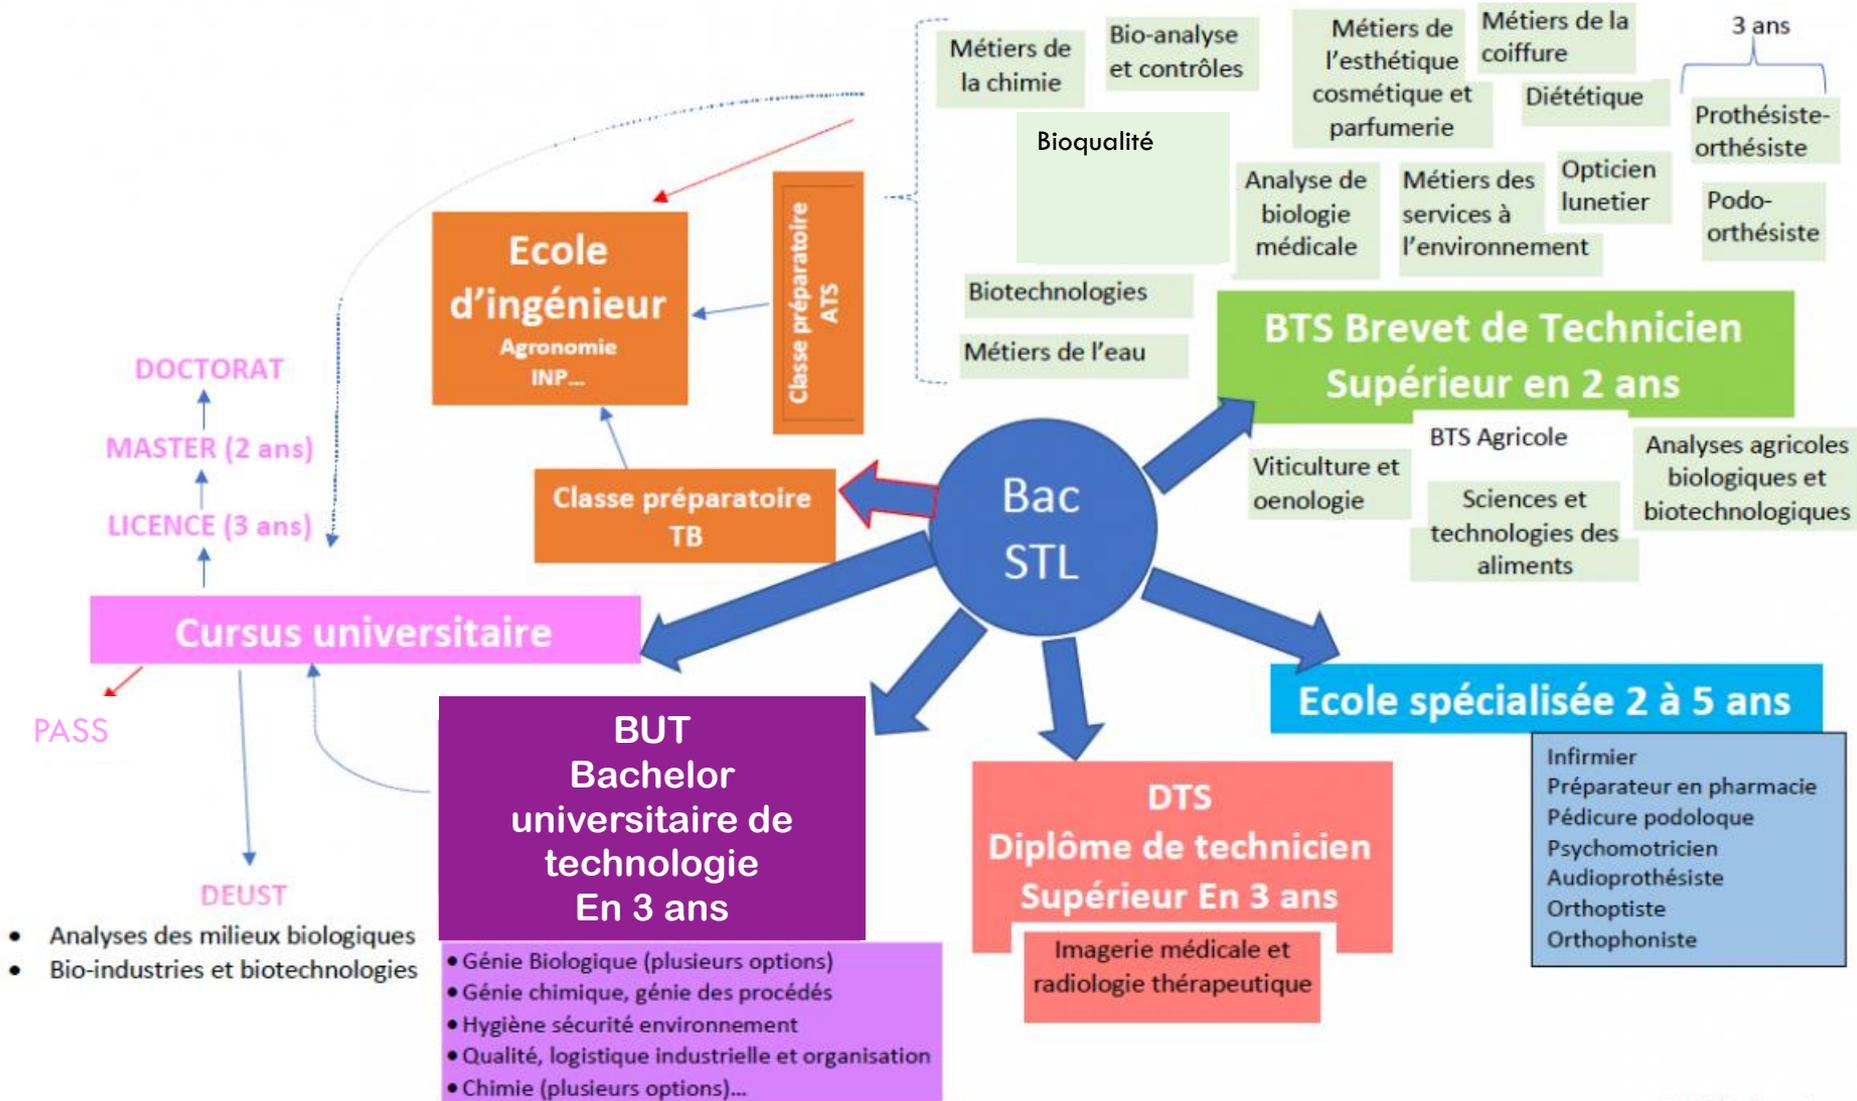 Métiers de
la chimie
Bio-analyse
et contrôles
Métiers de
l'esthétique
cosmétique et
parfumerie
Métiers de la
coiffure
Diététique
3 ans
Prothésiste-
orthésiste
Podo-
orthésiste
Bioqualité
Analyse de
biologie
médicale
Métiers des
services à
l'environnement
Opticien
lunetier
Biotechnologies
Métiers de l'eau
BTS Brevet de Technicien
Supérieur en 2 ans
BTS Agricole
Viticulture et
oenologie
Sciences et
technologies des
aliments
Analyses agricoles
biologiques et
biotechnologiques
Ecole
d'ingénieur
Agronomie
INP...
Classe préparatoire
ATS
Classe préparatoire
TB
Bac
STL
DOCTORAT
MASTER (2 ans)
LICENCE (3 ans)
Cursus universitaire
PASS
DEUST
• Analyses des milieux biologiques
• Bio-industries et biotechnologies
BUT
Bachelor
universitaire de
technologie
En 3 ans
• Génie Biologique (plusieurs options)
• Génie chimique, génie des procédés
• Hygiène sécurité environnement
• Qualité, logistique industrielle et organisation
• Chimie (plusieurs options)...
DTS
Diplôme de technicien
Supérieur En 3 ans
Imagerie médicale et
radiologie thérapeutique
Ecole spécialisée 2 à 5 ans
Infirmier
Préparateur en pharmacie
Pédicure podoloque
Psychomotricien
Audioprothésiste
Orthoptiste
Orthophoniste